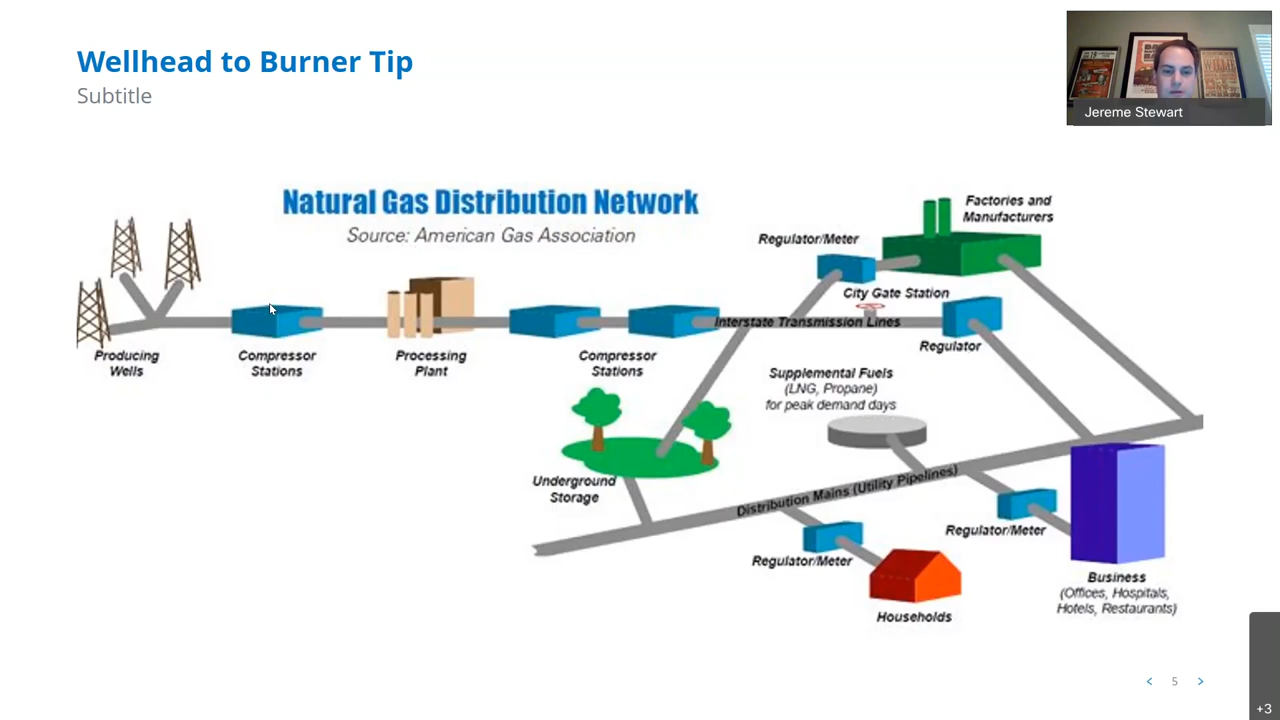 Wellhead to Burner Tip
Subtitle
Jereme Stewart
Natural Gas Distribution Network
Source: American Gas Association
Factories and
Manufacturers
Regulator/Meter
City Gate Station
Interstate Transmission Lines
Regulator
Producing
Wells
Compressor
Stations
Processing
Plant
Compressor
Stations
Supplemental Fuels
(LNG, Propane)
for peak demand days
Underground
Storage
Distribution Mains (Utility Pipelines)
Regulator/Meter
Regulator/Meter
Business
(Offices, Hospitals,
Hotels, Restaurants)
Households
< 5 >
+3